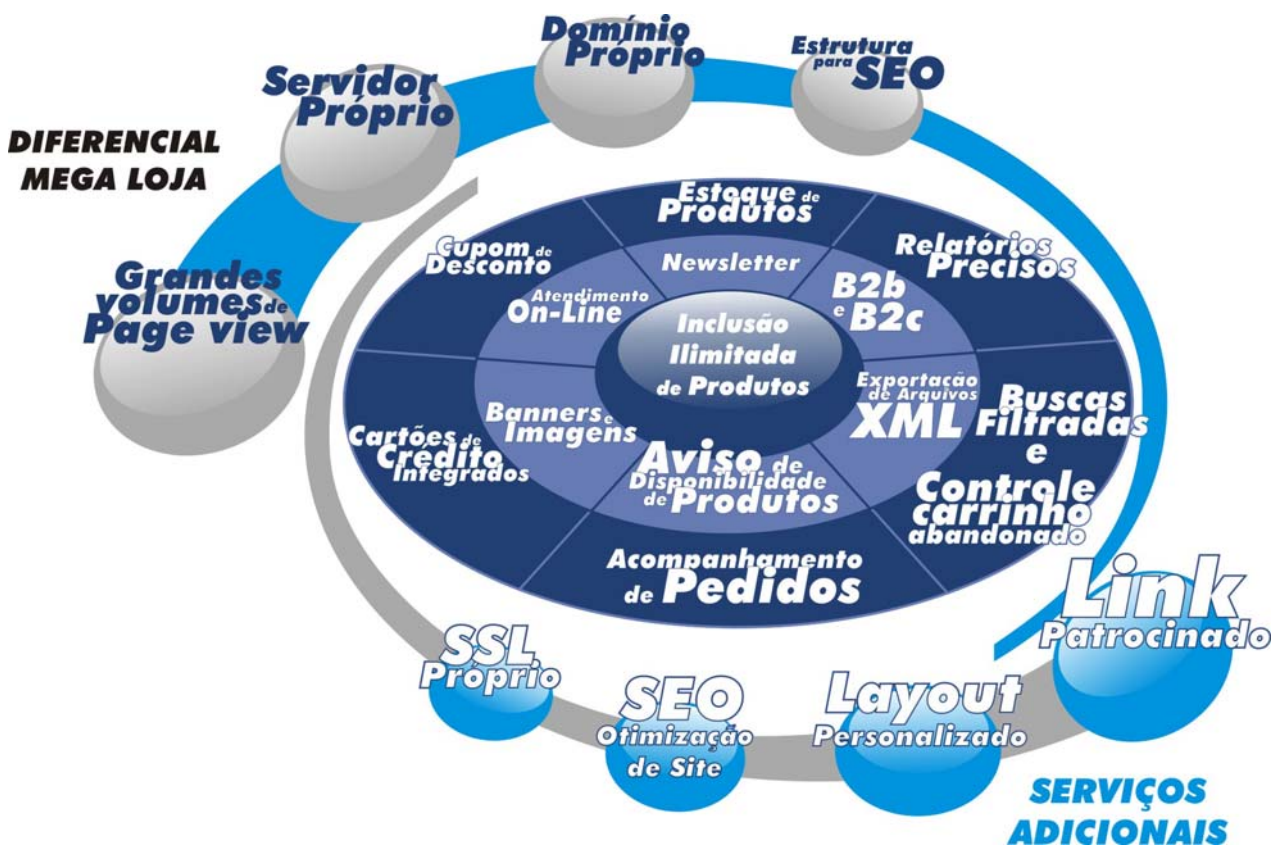 Domínio
Próprio
Estrutura
para SEO
Servidor
Próprio
DIFERENCIAL
MEGA LOJA
Grandes
volumes de
Page view
Estoque de
Produtos
Cupom de
Desconto
Relatórios
Precisos
Newsletter
Atendimento
On-Line
B2b
e B2c
Inclusão
Ilimitada
de Produtos
Exportação
de Arquivos
XML
Buscas
Filtradas
e
Controle
carrinho
abandonado
Banners e
Imagens
Cartões de
Crédito
Integrados
Aviso de
Disponibilidade
de Produtos
Acompanhamento
de Pedidos
Link
Patrocinado
SSL
Próprio
SEO
Otimização
de Site
Layout
Personalizado
SERVIÇOS
ADICIONAIS